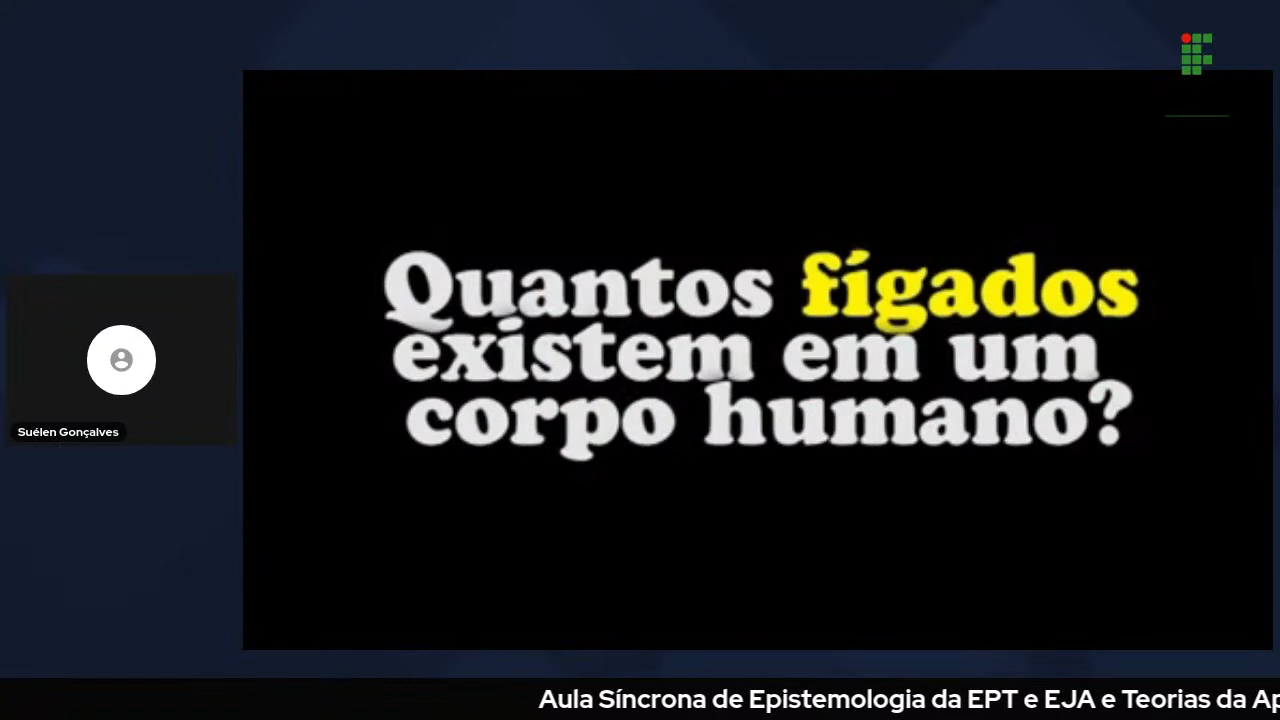 Quantos fígados
existem em um
corpo humano?
Suélen Gonçalves
Aula Síncrona de Epistemologia da EPT e EJA e Teorias da Ap